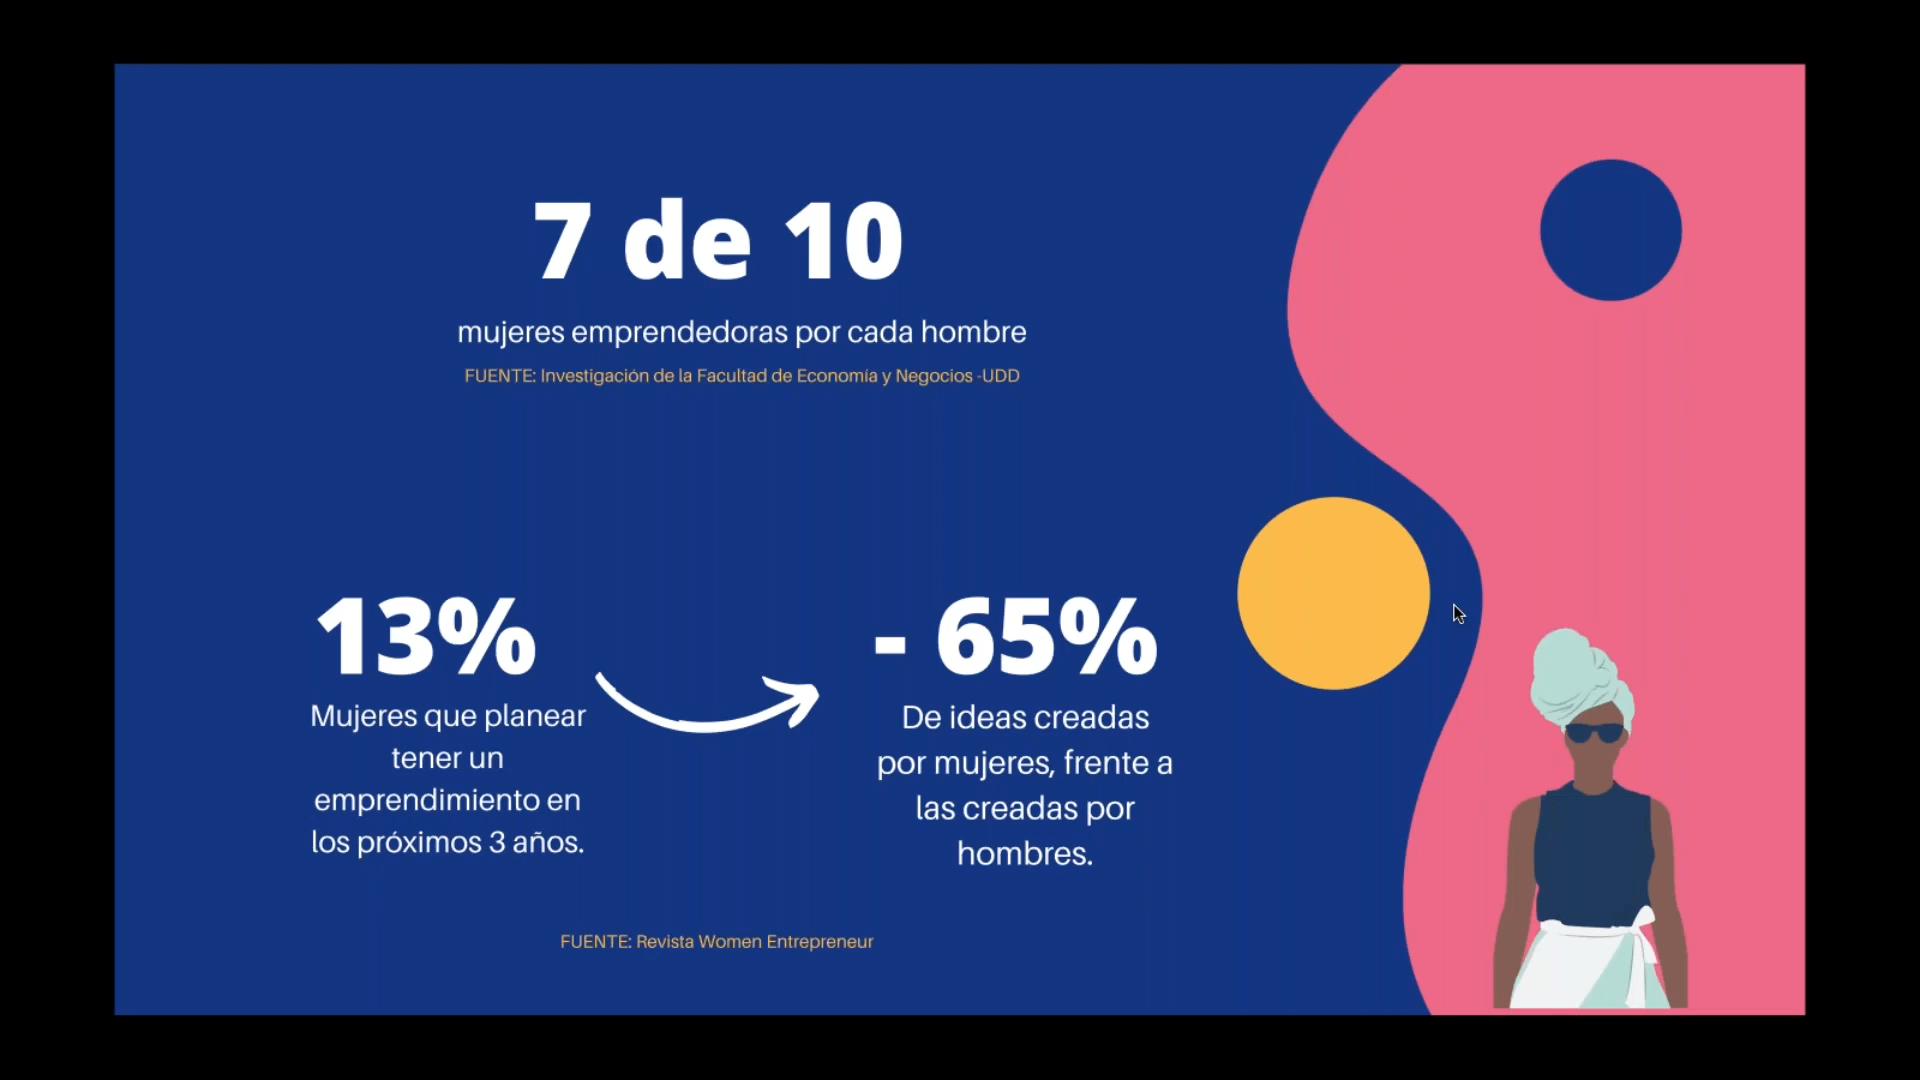 7 de 10
mujeres emprendedoras por cada hombre
FUENTE: Investigación de la Facultad de Economía y Negocios -UDD
13%
Mujeres que planear
tener un
emprendimiento en
los próximos 3 años.
- 65%
De ideas creadas
por mujeres, frente a
las creadas por
hombres.
FUENTE: Revista Women Entrepreneur